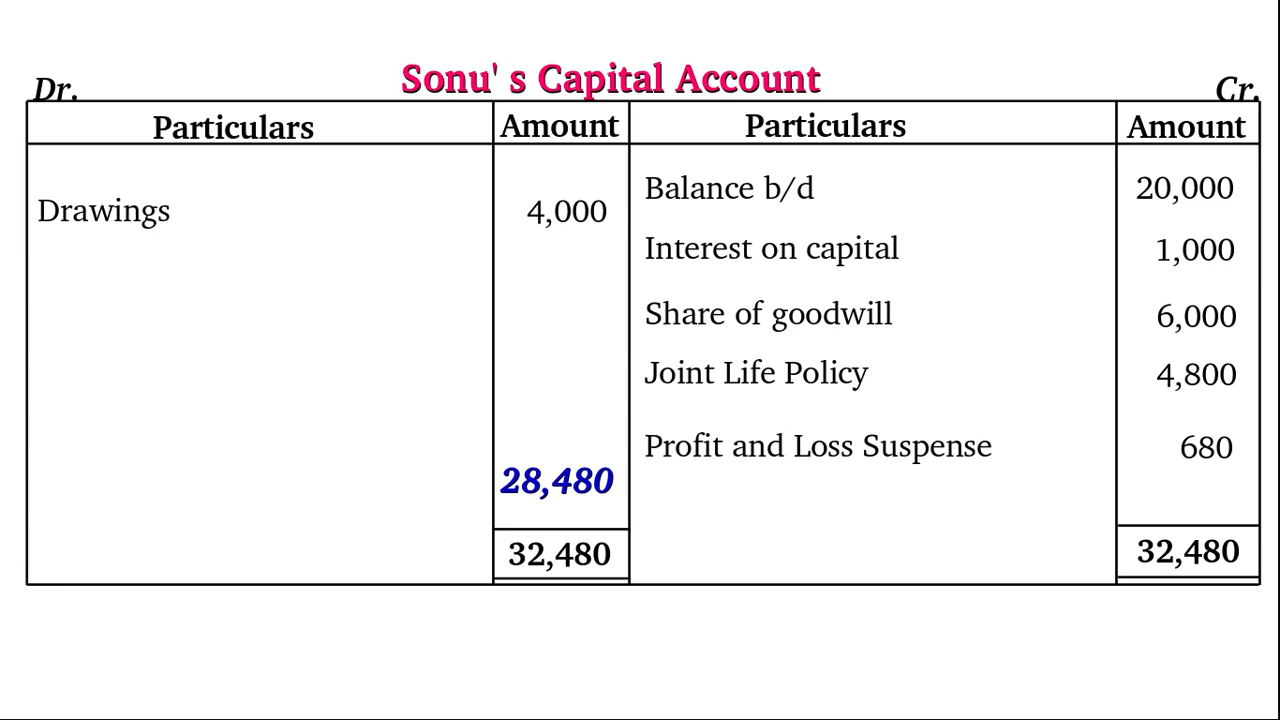 Sonu' s Capital Account
Dr. Cr.
Particulars Amount Particulars Amount
Balance b/d 20,000
Drawings 4,000
Interest on capital 1,000
Share of goodwill 6,000
Joint Life Policy 4,800
Profit and Loss Suspense 680
28,480
32,480 32,480